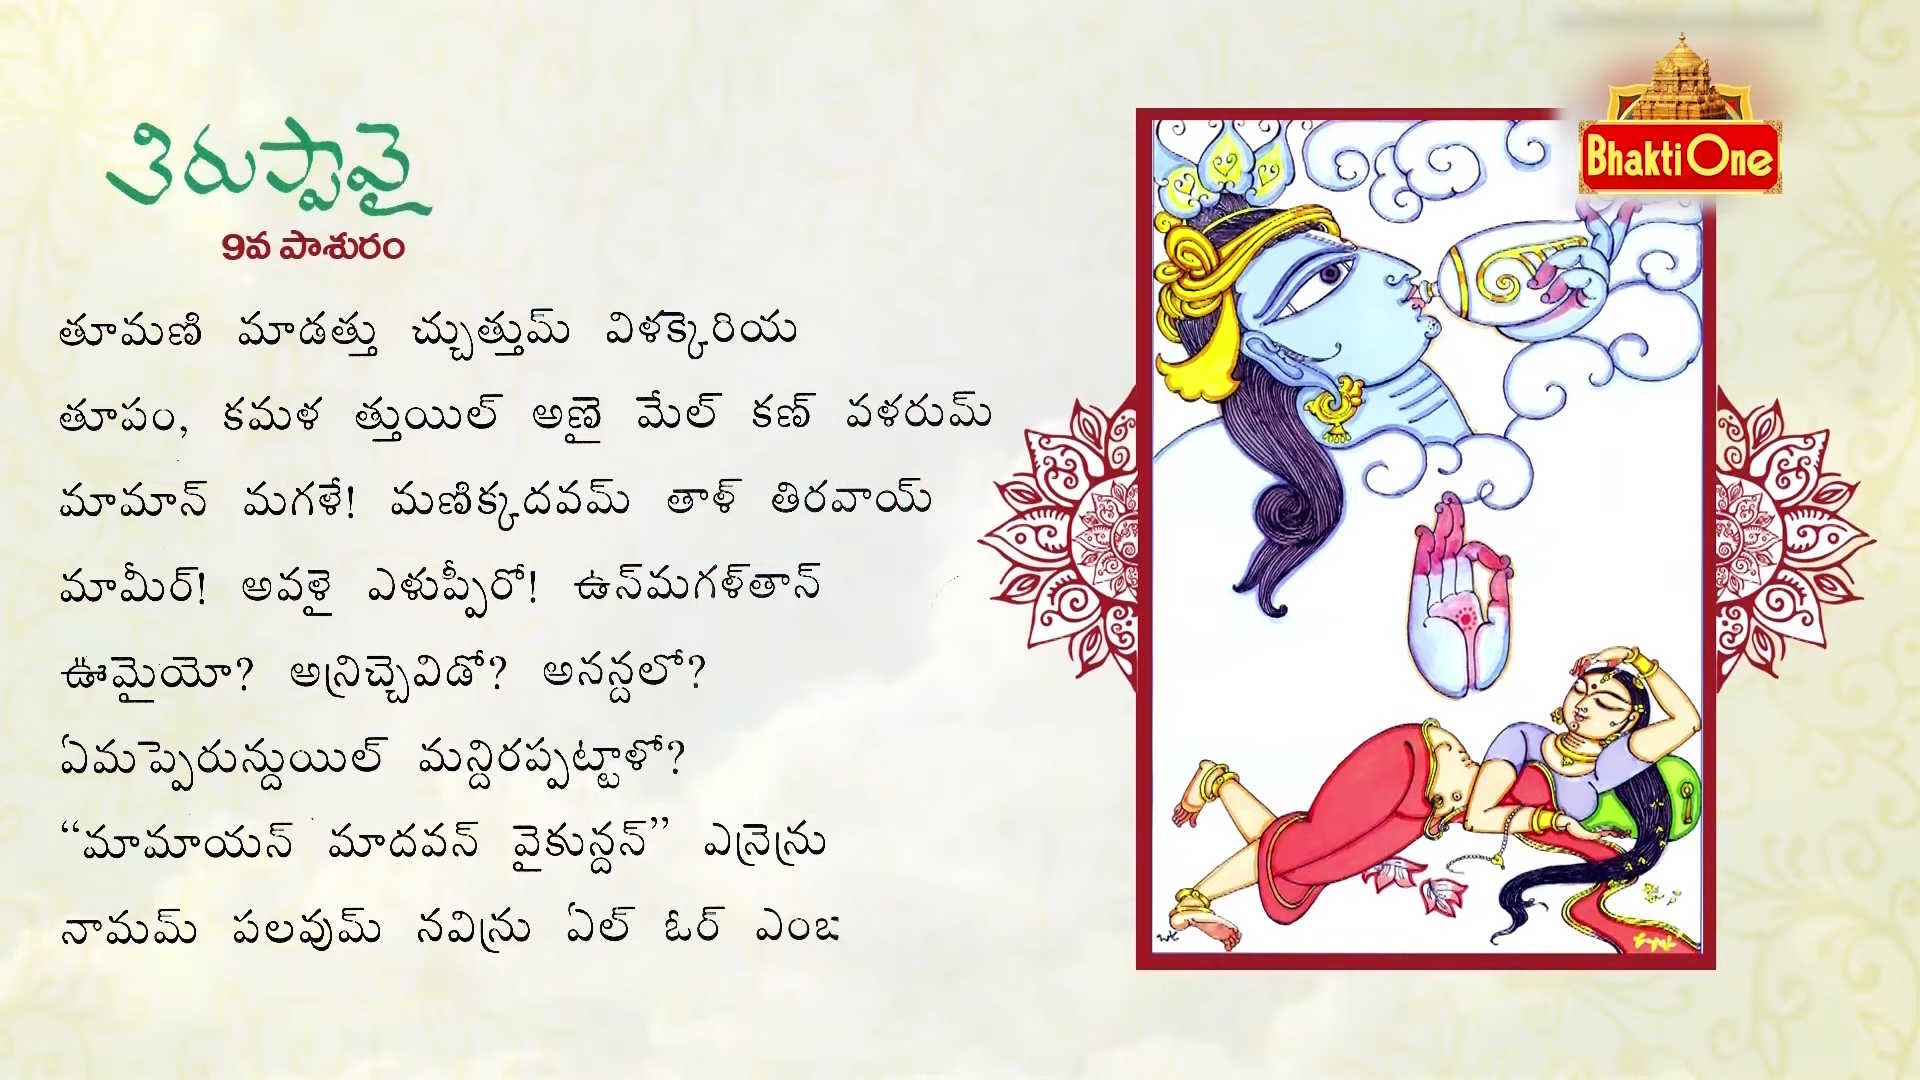 తిరుప్పావై
9వ పాశురం
తూమణి మాడత్తు చ్చుత్తుమ్ విళక్కెరియ
తూపం, కమళ త్తుయిల్ అణై మేల్ కణ్ వళరుమ్
మామాన్ మగళే! మణిక్కదవమ్ తాళ్ తిరవాయ్
మామీర్! అవళై ఎళుప్పీరో! ఉన్‌మగళ్‌తాన్
ఊమైయో? అన్రిచ్చెవిడో? అనన్దలో?
ఏమప్పెరున్దుయిల్ మన్దిరప్పట్టాళో?
“మామాయన్ మాదవన్ వైకున్దన్” ఎన్రెన్రు
నామమ్ పలవుమ్ నవిన్రు ఏల్ ఓర్ ఎంబ
Bhakti One